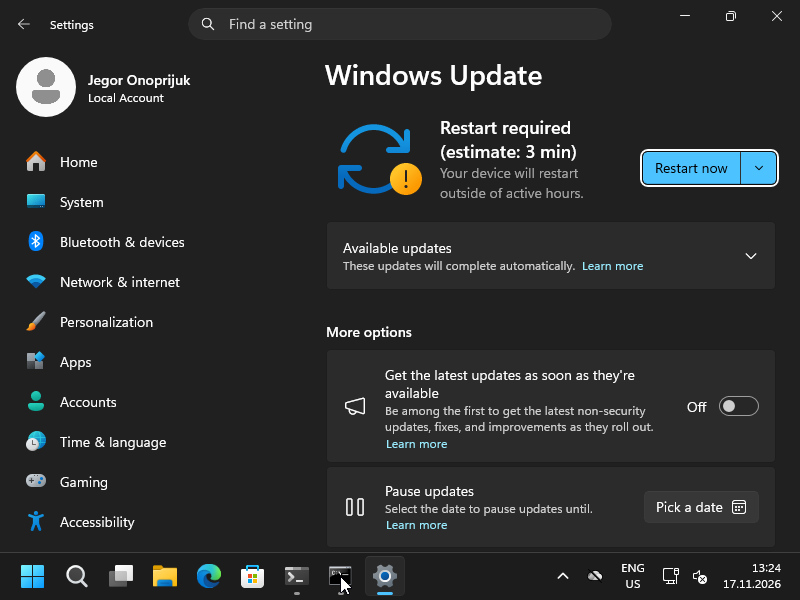 Settings
Find a setting
Jegor Onoprijuk
Local Account
Home
System
Bluetooth & devices
Network & internet
Personalization
Apps
Accounts
Time & language
Gaming
Accessibility
Windows Update
Restart required
(estimate: 3 min)
Your device will restart
outside of active hours.
Restart now
Available updates
These updates will complete automatically. Learn more
More options
Get the latest updates as soon as they're
available
Be among the first to get the latest non-security
updates, fixes, and improvements as they roll out.
Learn more
Off
Pause updates
Select the date to pause updates until.
Learn more
Pick a date
ENG
US
13:24
17.11.2026